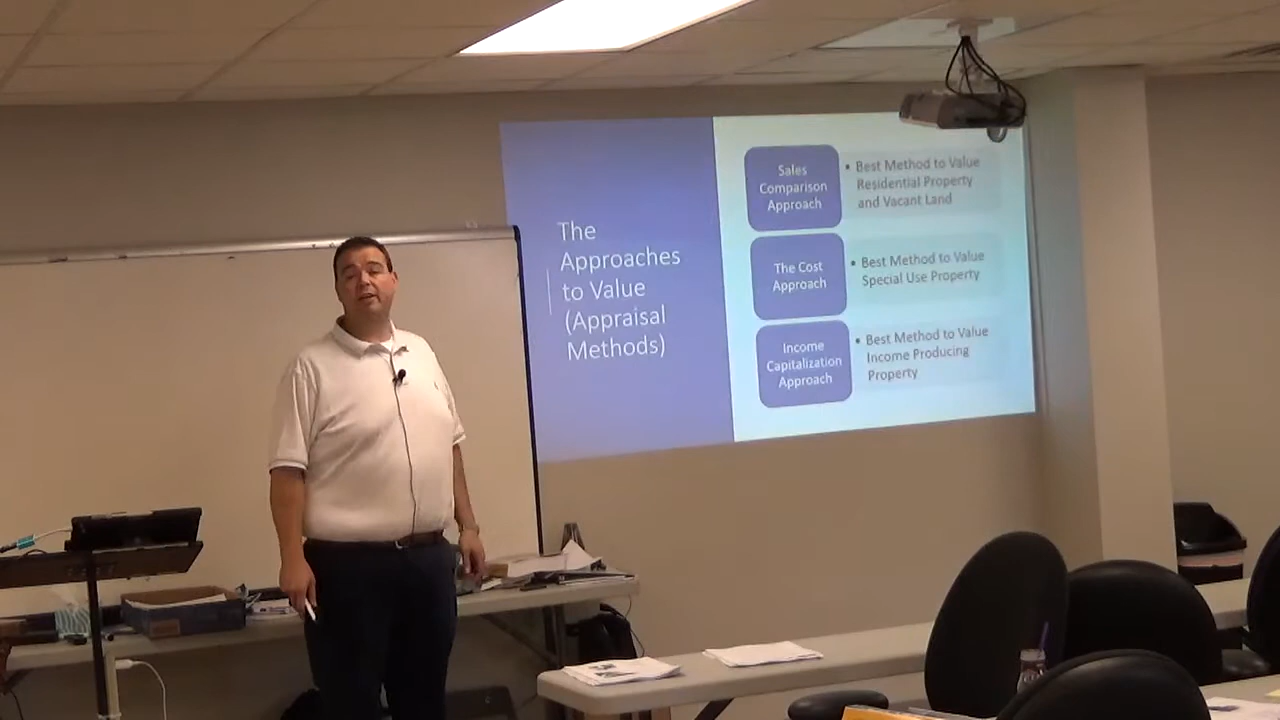 The
Approaches
to Value
(Appraisal
Methods)
Sales
Comparison
Approach
• Best Method to Value
Residential Property
and Vacant Land
The Cost
Approach
• Best Method to Value
Special Use Property
Income
Capitalization
Approach
• Best Method to Value
Income Producing
Property